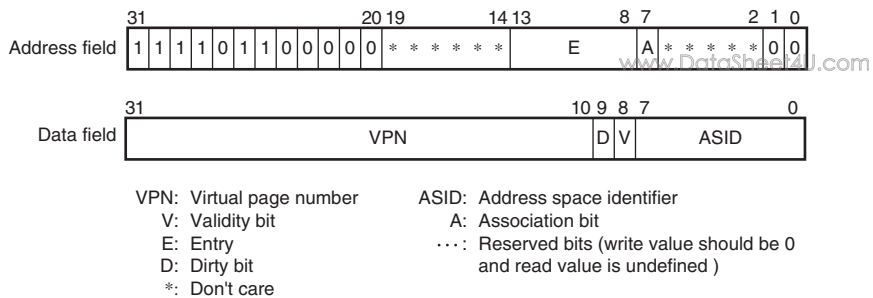 31 20 19 14 13 8 7 2 1 0
Address field 1 1 1 1 0 1 1 0 0 0 0 0 * * * * * * E A * * * * * 0 0
www.DataSheet4U.com
31 10 9 8 7 0
Data field VPN D V ASID
VPN: Virtual page number ASID: Address space identifier
V: Validity bit A: Association bit
E: Entry ···: Reserved bits (write value should be 0
D: Dirty bit and read value is undefined )
*: Don't care